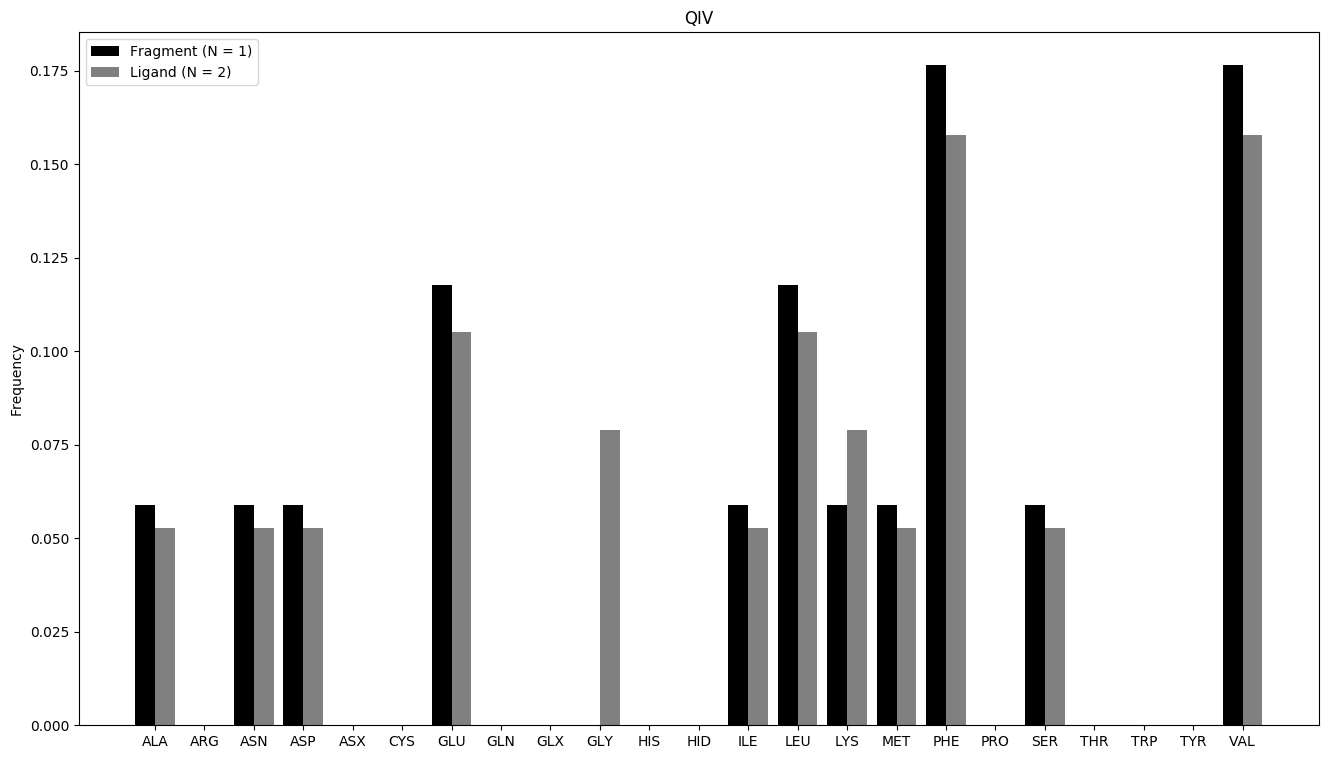 QIV
Fragment (N = 1)
Ligand (N = 2)
0.175
0.150
0.125
0.100
0.075
0.050
0.025
0.000
Frequency
ALA ARG ASN ASP ASX CYS GLU GLN GLX GLY HIS HID ILE LEU LYS MET PHE PRO SER THR TRP TYR VAL